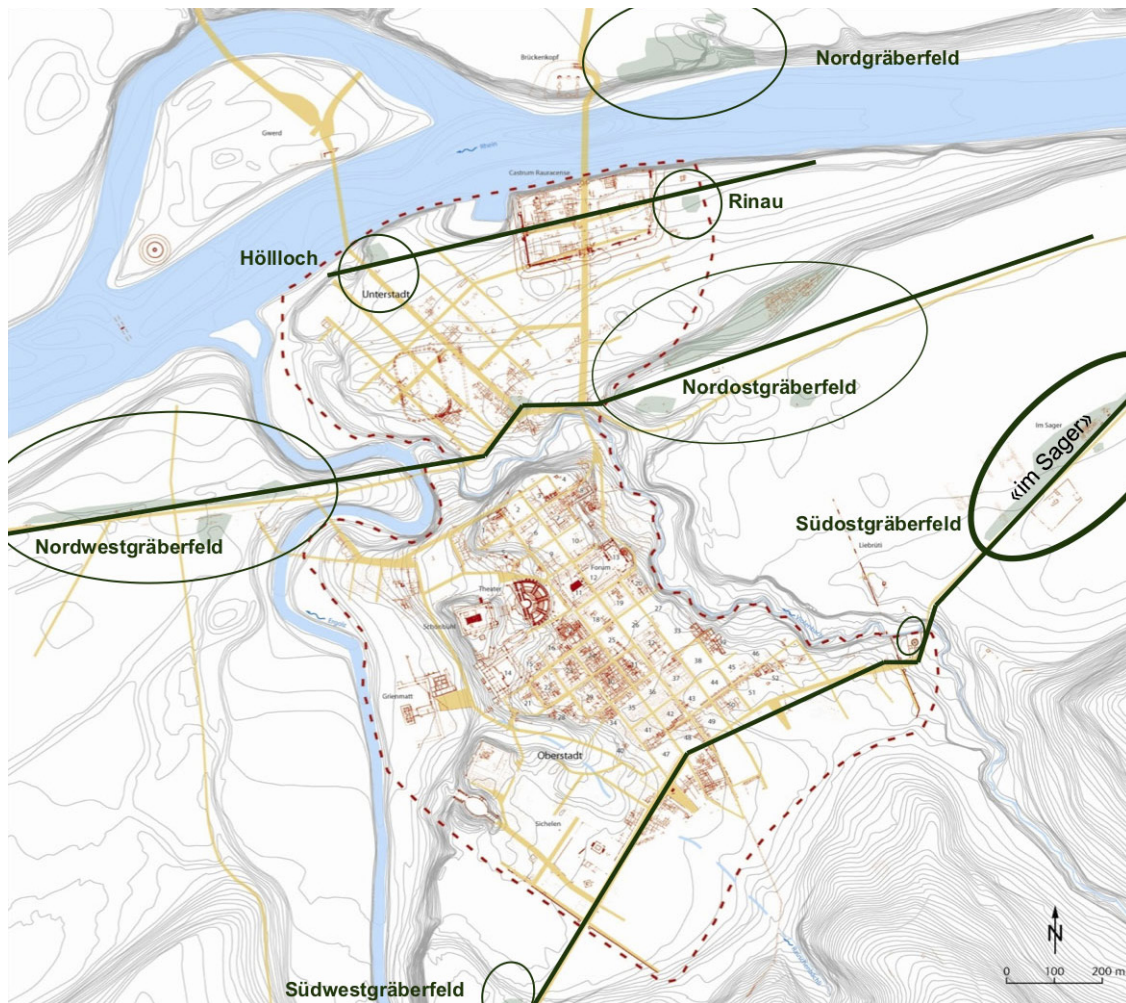 Brückenkopf
Nordgräberfeld
Gwerd
Rhein
Castrum Rauracense
Rinau
Höllloch
Unterstadt
Nordostgräberfeld
Im Sager
«im Sager»
Südostgräberfeld
Liebrüti
Nordwestgräberfeld
Forum
Theater
Schönbühl
Ergolz
Grienmatt
Oberstadt
Sichelen
Südwestgräberfeld
N
0 100 200 m